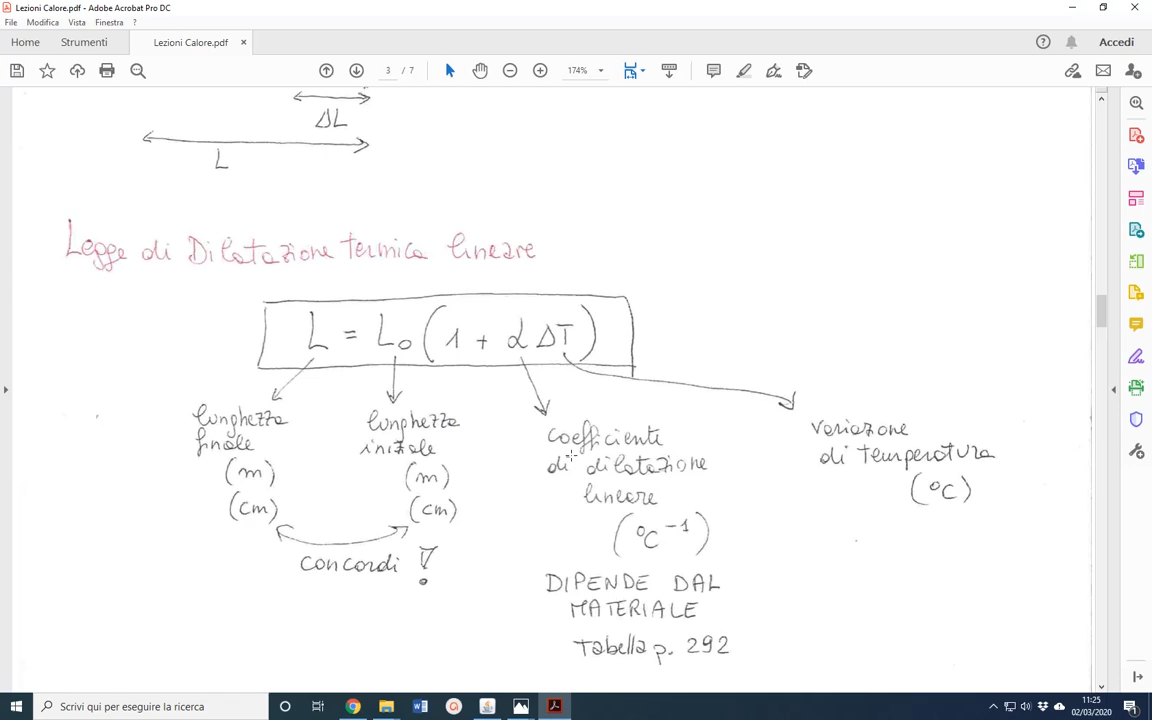 Lezioni Calore.pdf - Adobe Acrobat Pro DC
File Modifica Vista Finestra ?
Home Strumenti Lezioni Calore.pdf × Accedi
3 / 7 174%
ΔL
L
Legge di Dilatazione termica lineare
L = L₀ (1 + α ΔT)
lunghezza finale
(m)
(cm)
lunghezza iniziale
(m)
(cm)
concordi !
coefficiente
di dilatazione
lineare
(°C⁻¹)
DIPENDE DAL
MATERIALE
Tabella p. 292
variazione
di temperatura
(°C)
Scrivi qui per eseguire la ricerca
11:25
02/03/2020